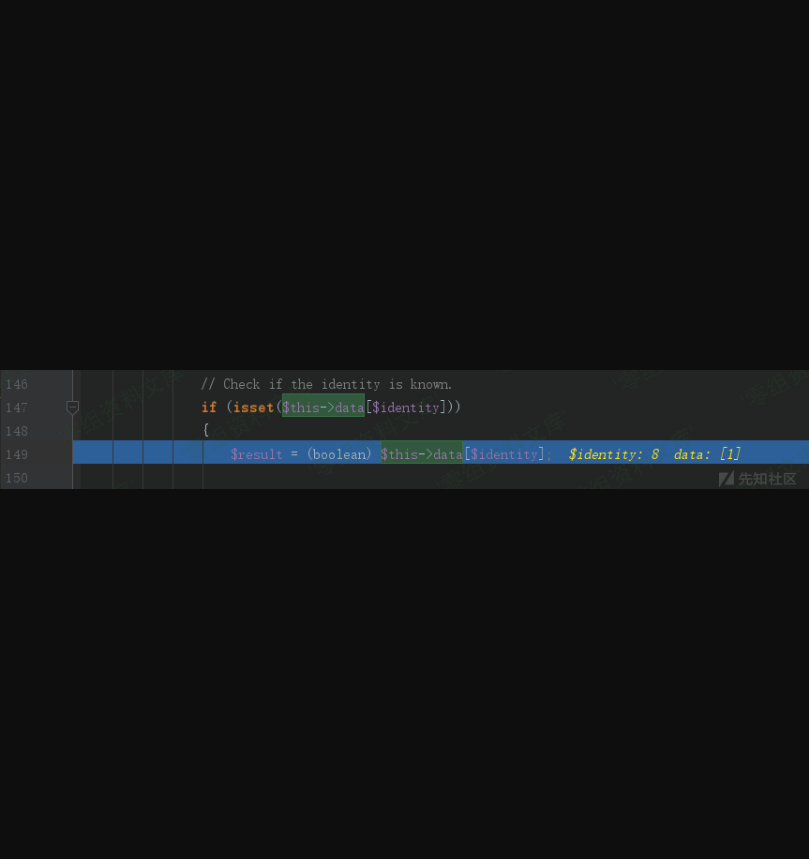 146 // Check if the identity is known.
147 if (isset($this->data[$identity]))
148 {
149 $result = (boolean) $this->data[$identity]; $identity: 8 data: [1]
150
先知社区